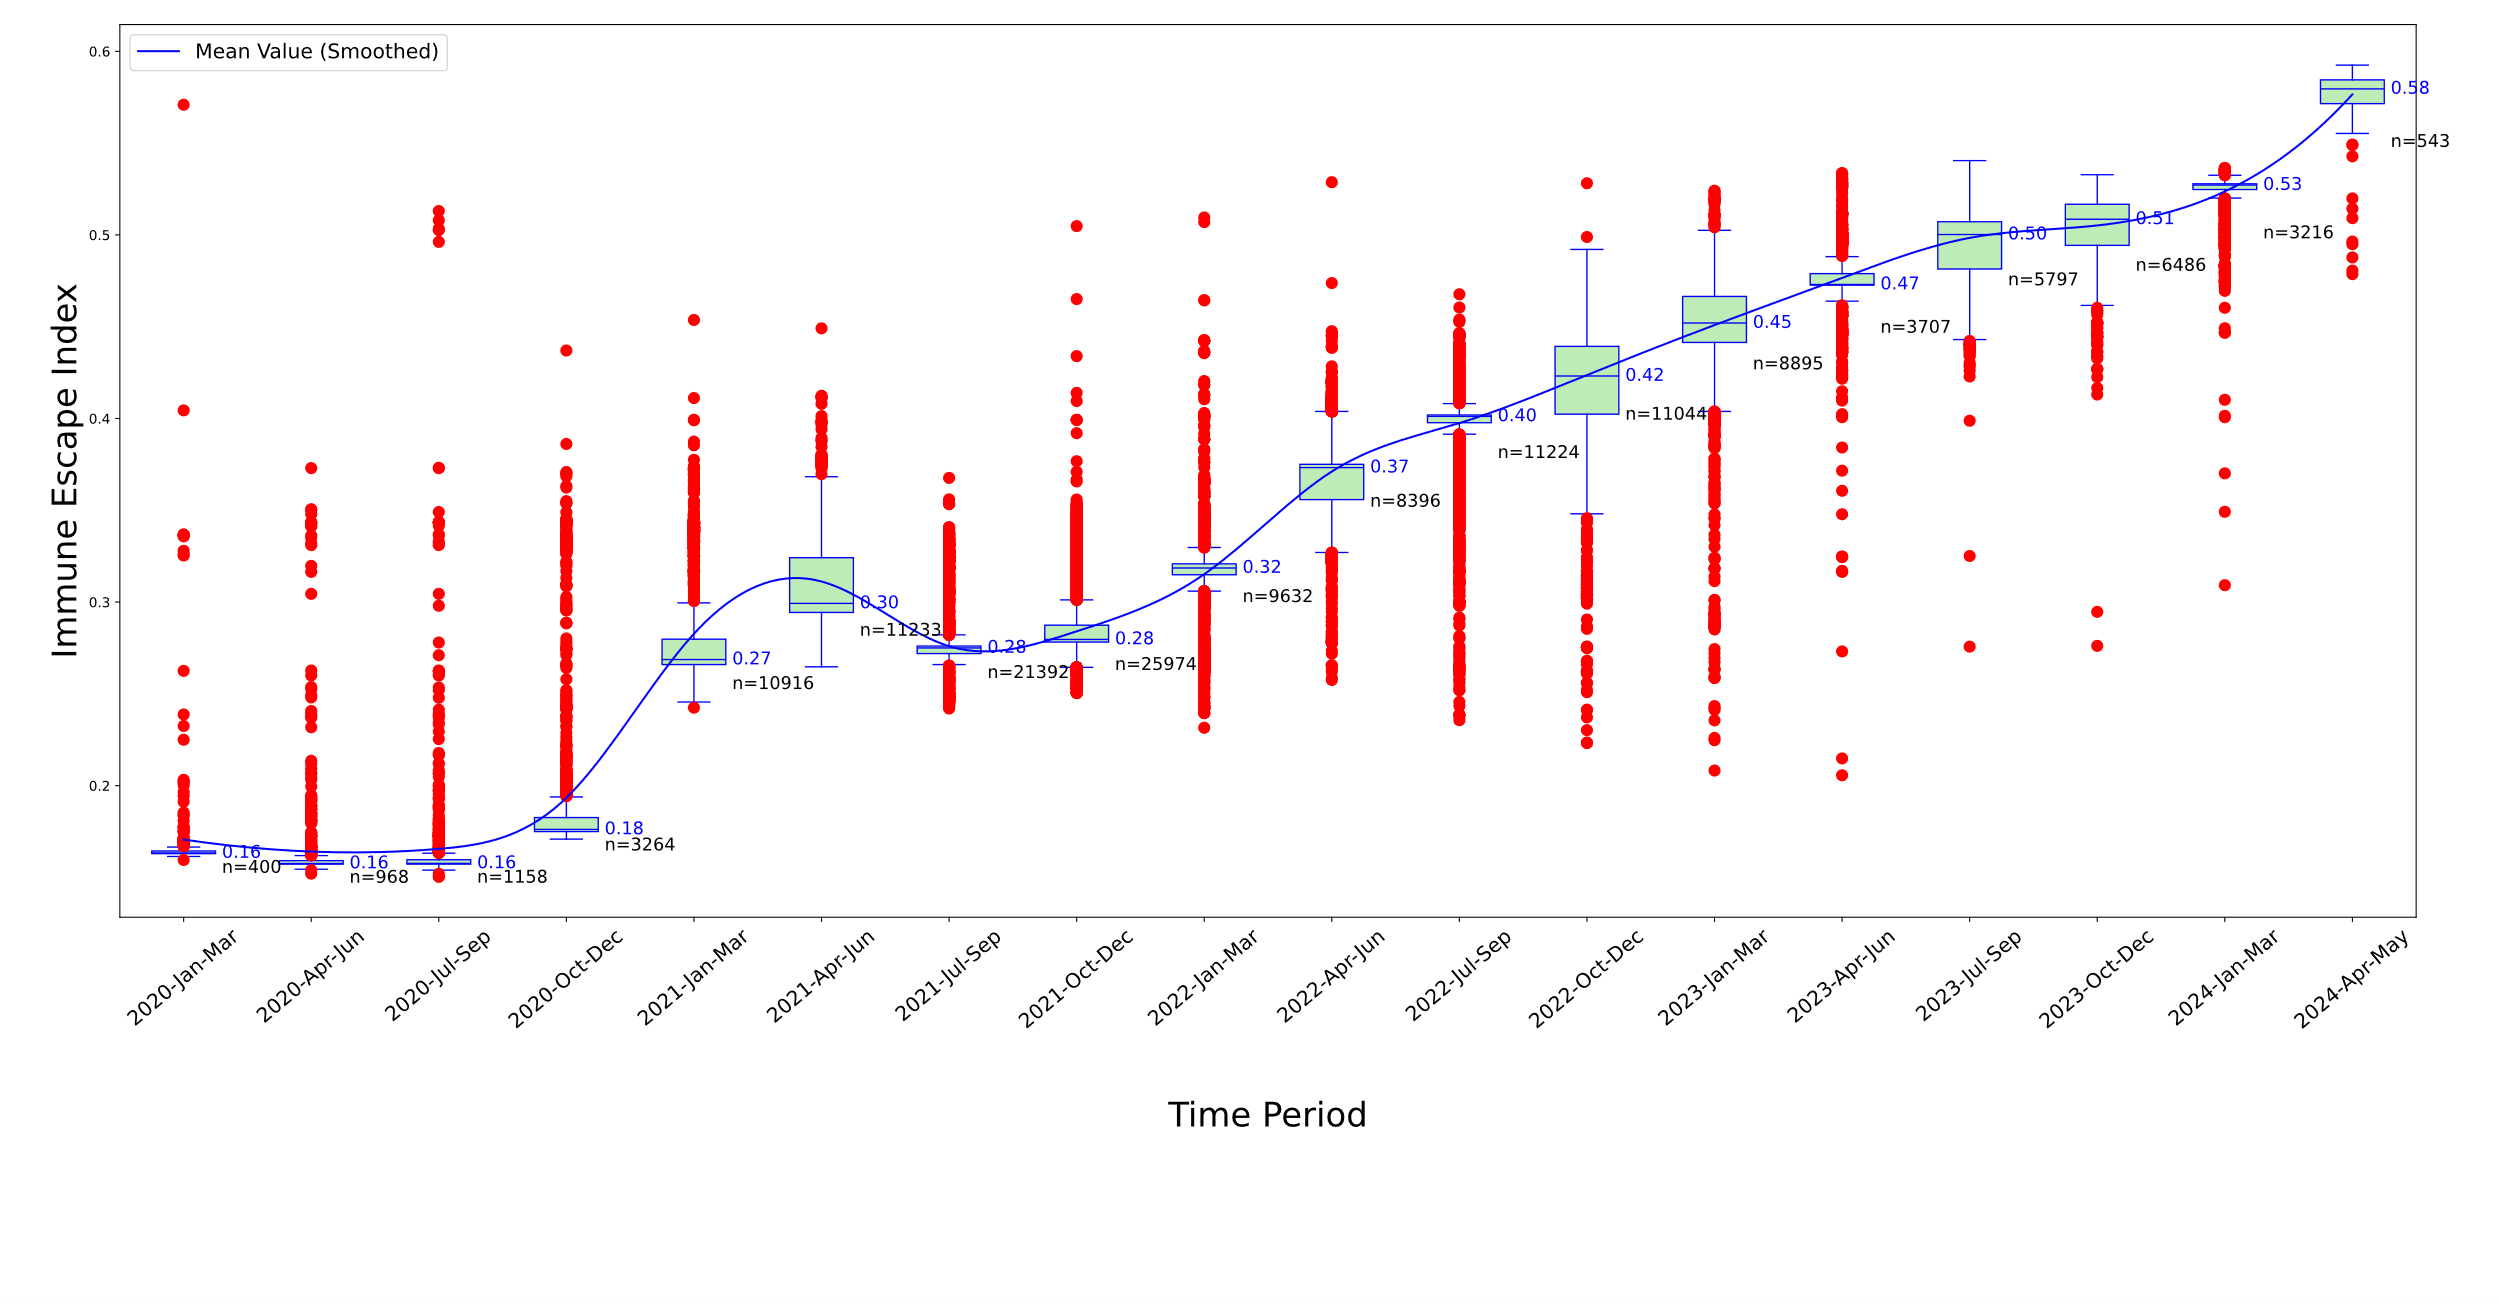 Mean Value (Smoothed)
Immune Escape Index
0.6
0.5
0.4
0.3
0.2
0.16
n=400
0.16
n=968
0.16
n=1158
0.18
n=3264
0.27
n=10916
0.30
n=11233
0.28
n=21392
0.28
n=25974
0.32
n=9632
0.37
n=8396
0.40
n=11224
0.42
n=11044
0.45
n=8895
0.47
n=3707
0.50
n=5797
0.51
n=6486
0.53
n=3216
0.58
n=543
2020-Jan-Mar
2020-Apr-Jun
2020-Jul-Sep
2020-Oct-Dec
2021-Jan-Mar
2021-Apr-Jun
2021-Jul-Sep
2021-Oct-Dec
2022-Jan-Mar
2022-Apr-Jun
2022-Jul-Sep
2022-Oct-Dec
2023-Jan-Mar
2023-Apr-Jun
2023-Jul-Sep
2023-Oct-Dec
2024-Jan-Mar
2024-Apr-May
Time Period